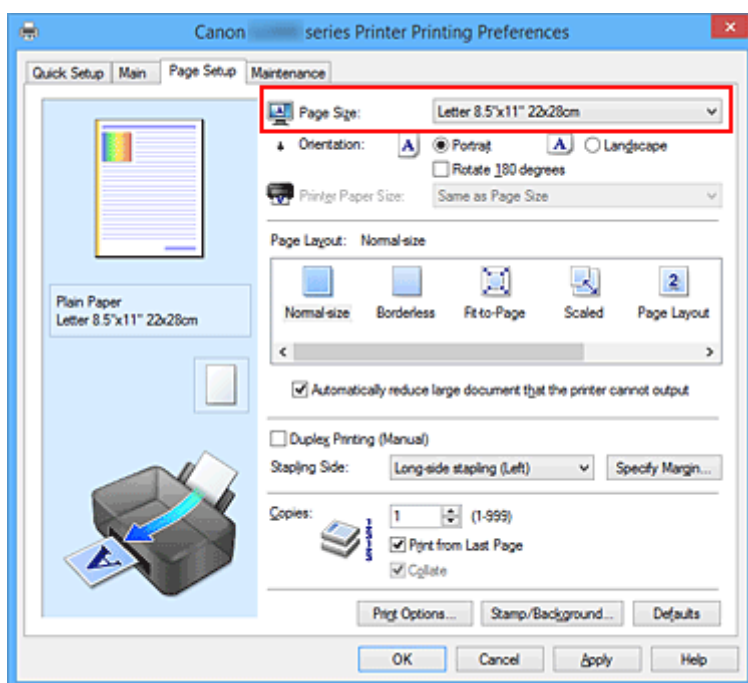 Canon series Printer Printing Preferences
Quick Setup Main Page Setup Maintenance
Page Size: Letter 8.5"x11" 22x28cm
Orientation: A Portrait A Landscape
Rotate 180 degrees
Printer Paper Size: Same as Page Size
Page Layout: Normal-size
2
Normal-size Borderless Fit-to-Page Scaled Page Layout
Plain Paper
Letter 8.5"x11" 22x28cm
Automatically reduce large document that the printer cannot output
Duplex Printing (Manual)
Stapling Side: Long-side stapling (Left) Specify Margin...
Copies: 1 (1-999)
Print from Last Page
Collate
A
Print Options... Stamp/Background... Defaults
OK Cancel Apply Help